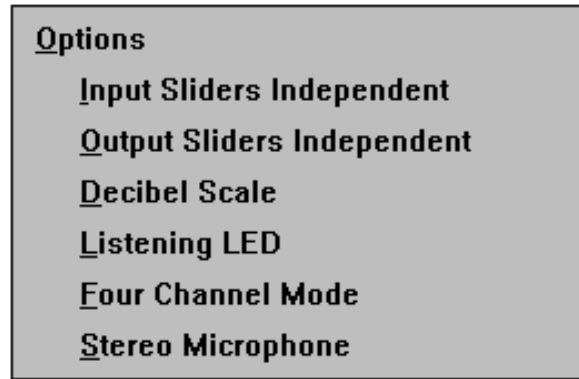 Options
Input Sliders Independent
Output Sliders Independent
Decibel Scale
Listening LED
Four Channel Mode
Stereo Microphone